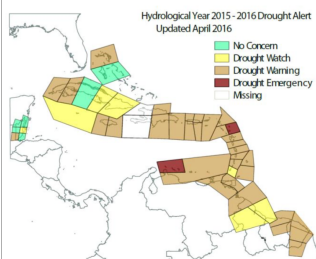 Hydrological Year 2015 - 2016 Drought Alert
Updated April 2016
No Concern
Drought Watch
Drought Warning
Drought Emergency
Missing